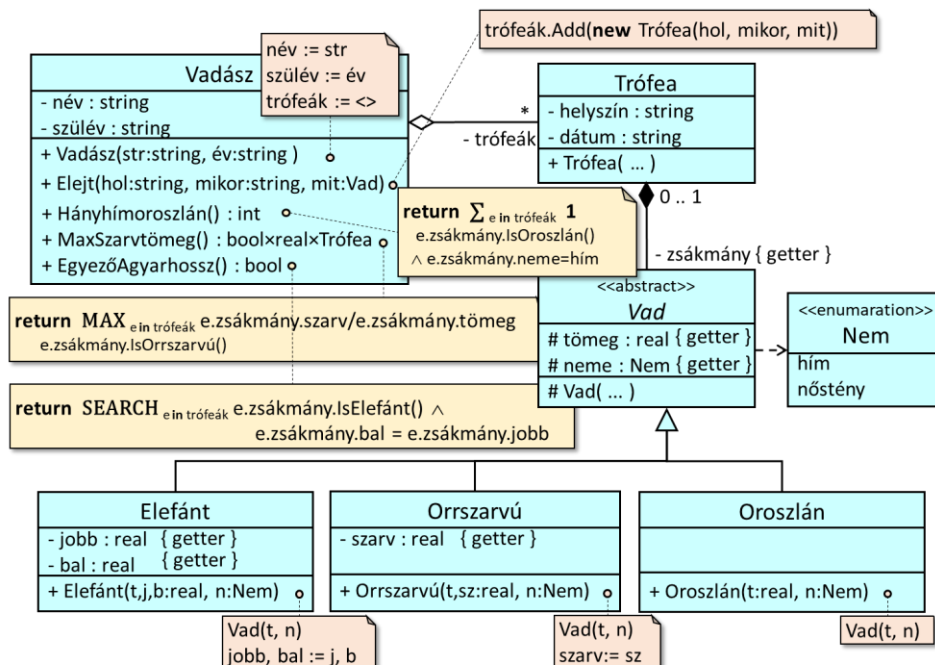 név := str
szülév := év
trófeák := <>
trófeák.Add(new Trófea(hol, mikor, mit))
Vadász
- név : string
- szülév : string
+ Vadász(str:string, év:string )
+ Elejt(hol:string, mikor:string, mit:Vad)
+ Hányhímoroszlán() : int
+ MaxSzarvtömeg() : bool×real×Trófea
+ EgyezőAgyarhossz() : bool
*
- trófeák
Trófea
- helyszín : string
- dátum : string
+ Trófea( ... )
0 .. 1
- zsákmány { getter }
return ∑ e in trófeák 1
e.zsákmány.IsOroszlán()
∧ e.zsákmány.neme=hím
return MAX e in trófeák e.zsákmány.szarv/e.zsákmány.tömeg
e.zsákmány.IsOrrszarvú()
return SEARCH e in trófeák e.zsákmány.IsElefánt() ∧
e.zsákmány.bal = e.zsákmány.jobb
<<abstract>>
Vad
# tömeg : real { getter }
# neme : Nem { getter }
# Vad( ... )
<<enumaration>>
Nem
hím
nőstény
Elefánt
- jobb : real { getter }
- bal : real { getter }
+ Elefánt(t,j,b:real, n:Nem)
Vad(t, n)
jobb, bal := j, b
Orrszarvú
- szarv : real { getter }
+ Orrszarvú(t,sz:real, n:Nem)
Vad(t, n)
szarv:= sz
Oroszlán
+ Oroszlán(t:real, n:Nem)
Vad(t, n)